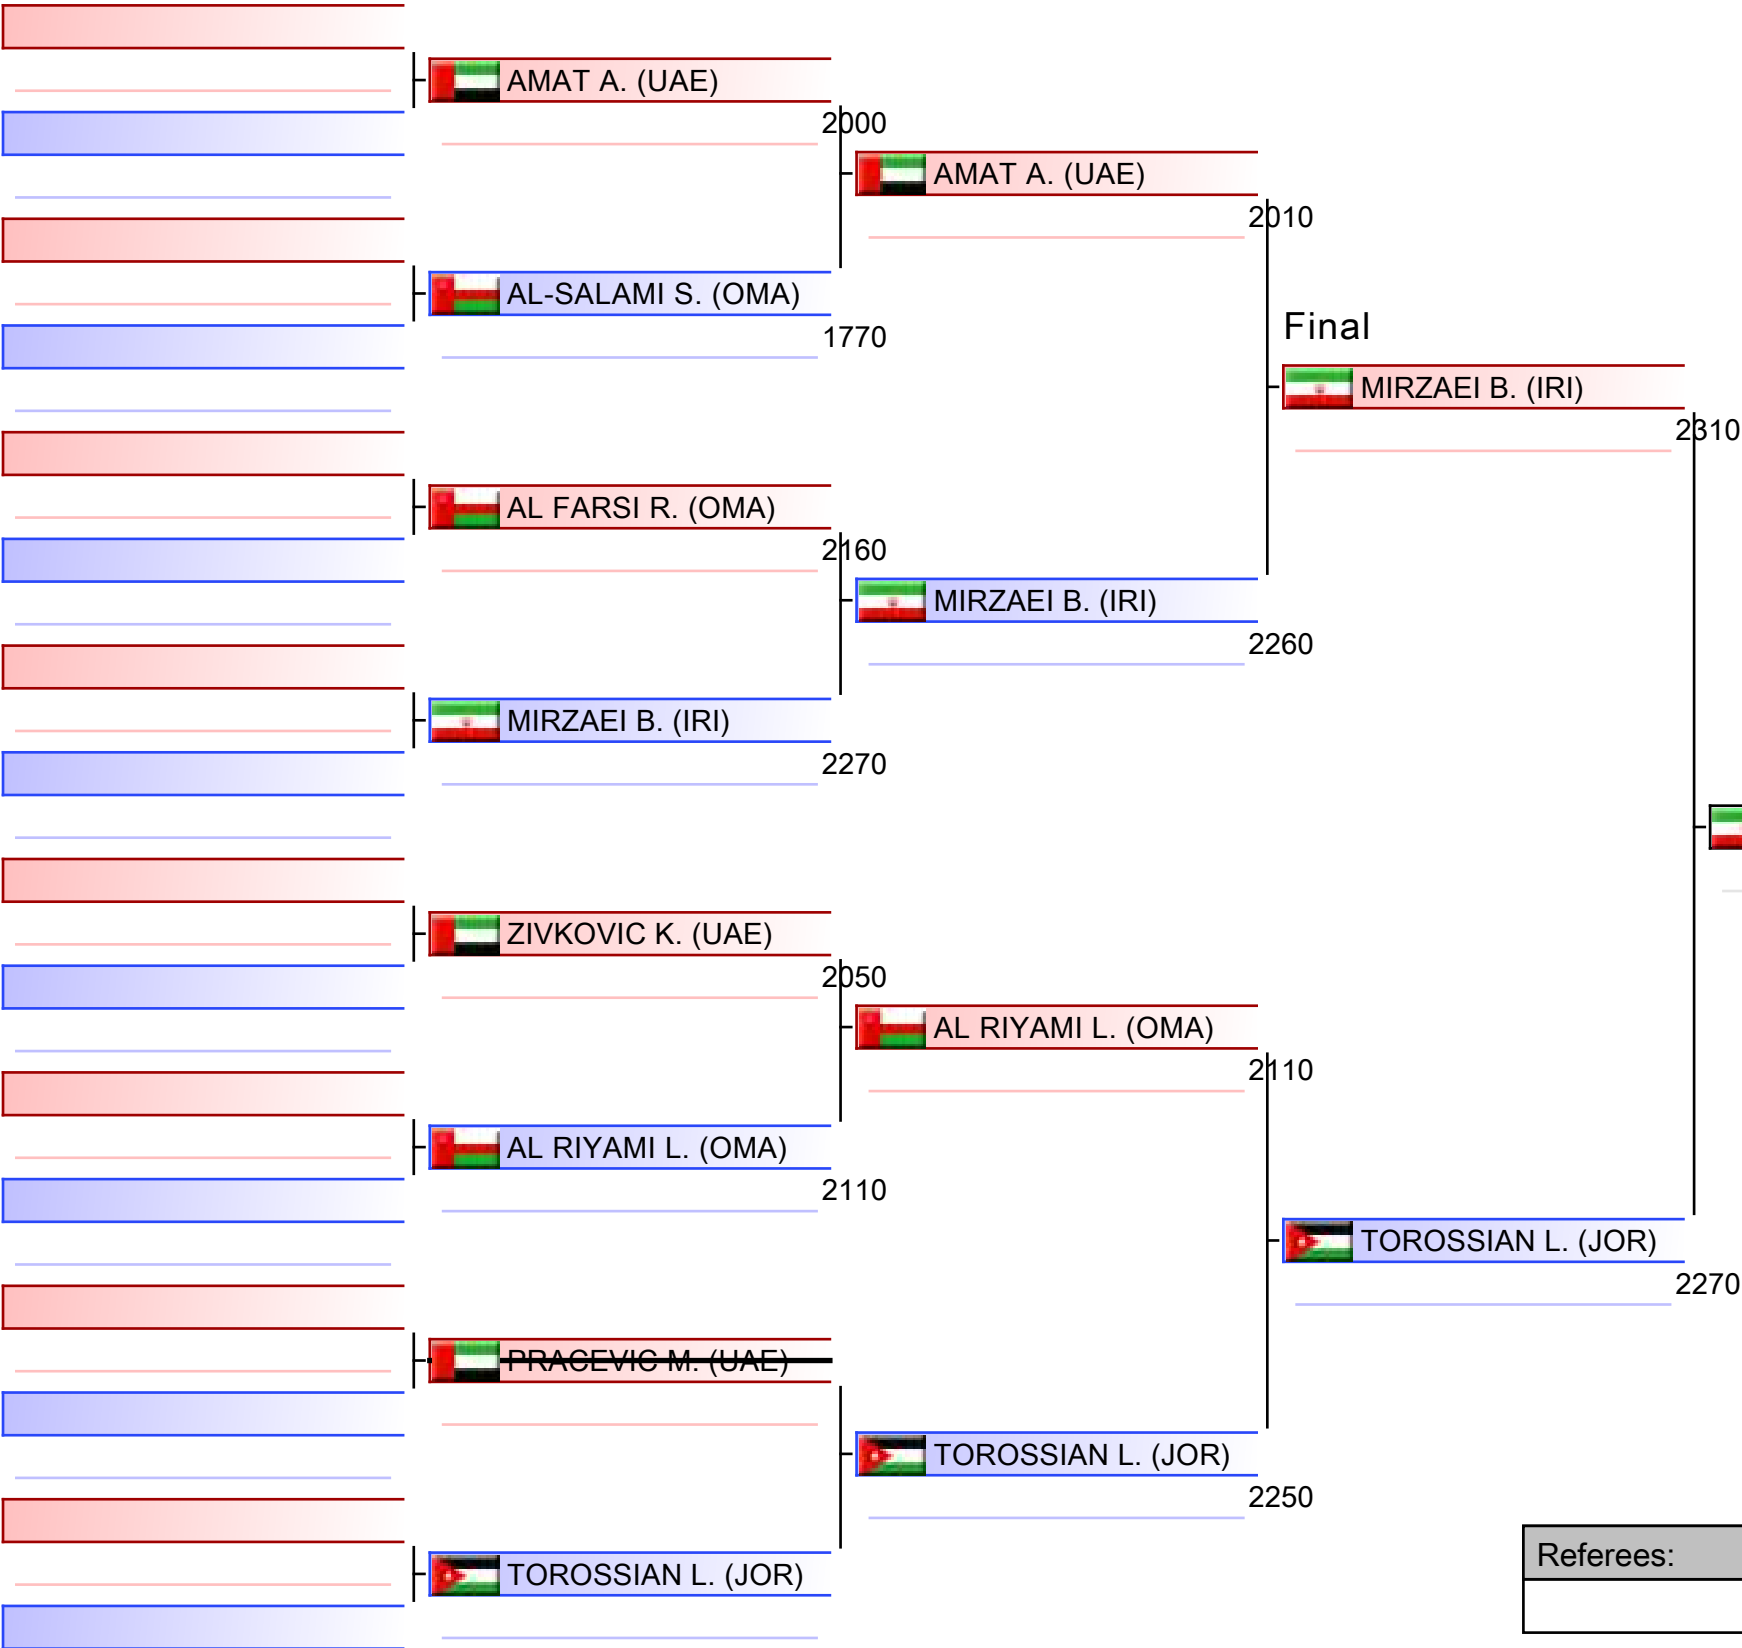 AMAT A. (UAE)
2000
AL-SALAMI S. (OMA)
1770
AL FARSI R. (OMA)
2160
MIRZAEI B. (IRI)
2270
ZIVKOVIC K. (UAE)
2050
AL RIYAMI L. (OMA)
2110
PRACEVIC M. (UAE)
TOROSSIAN L. (JOR)
AMAT A. (UAE)
2010
MIRZAEI B. (IRI)
2260
AL RIYAMI L. (OMA)
2110
TOROSSIAN L. (JOR)
2250
Final
MIRZAEI B. (IRI)
2310
TOROSSIAN L. (JOR)
2270
Referees: